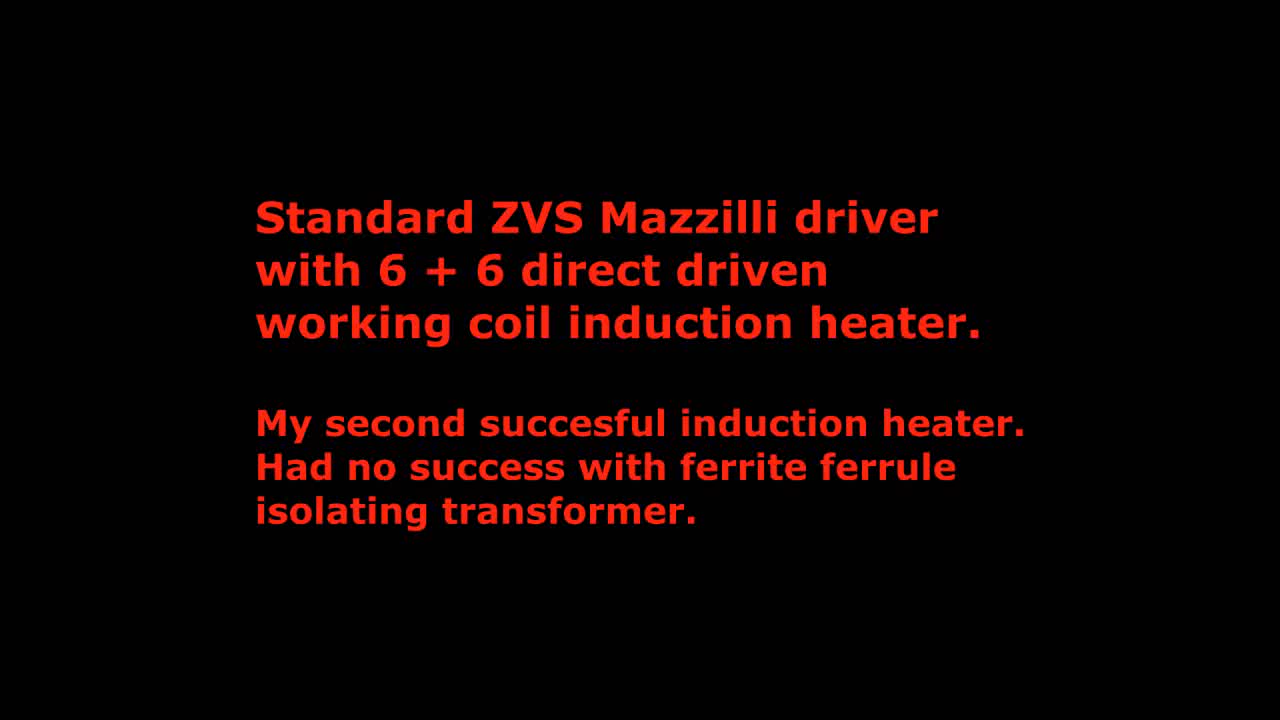 Standard ZVS Mazzilli driver
with 6 + 6 direct driven
working coil induction heater.
My second succesful induction heater.
Had no success with ferrite ferrule
isolating transformer.